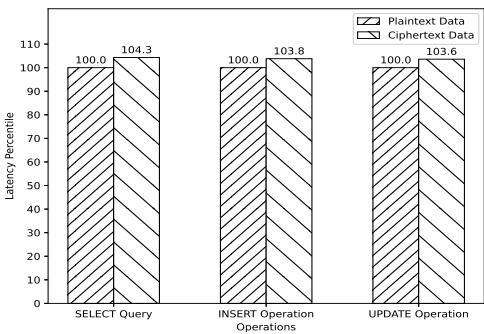 Plaintext Data
Ciphertext Data
Latency Percentile
110
100
90
80
70
60
50
40
30
20
10
0
100.0 104.3 100.0 103.8 100.0 103.6
SELECT Query INSERT Operation UPDATE Operation
Operations